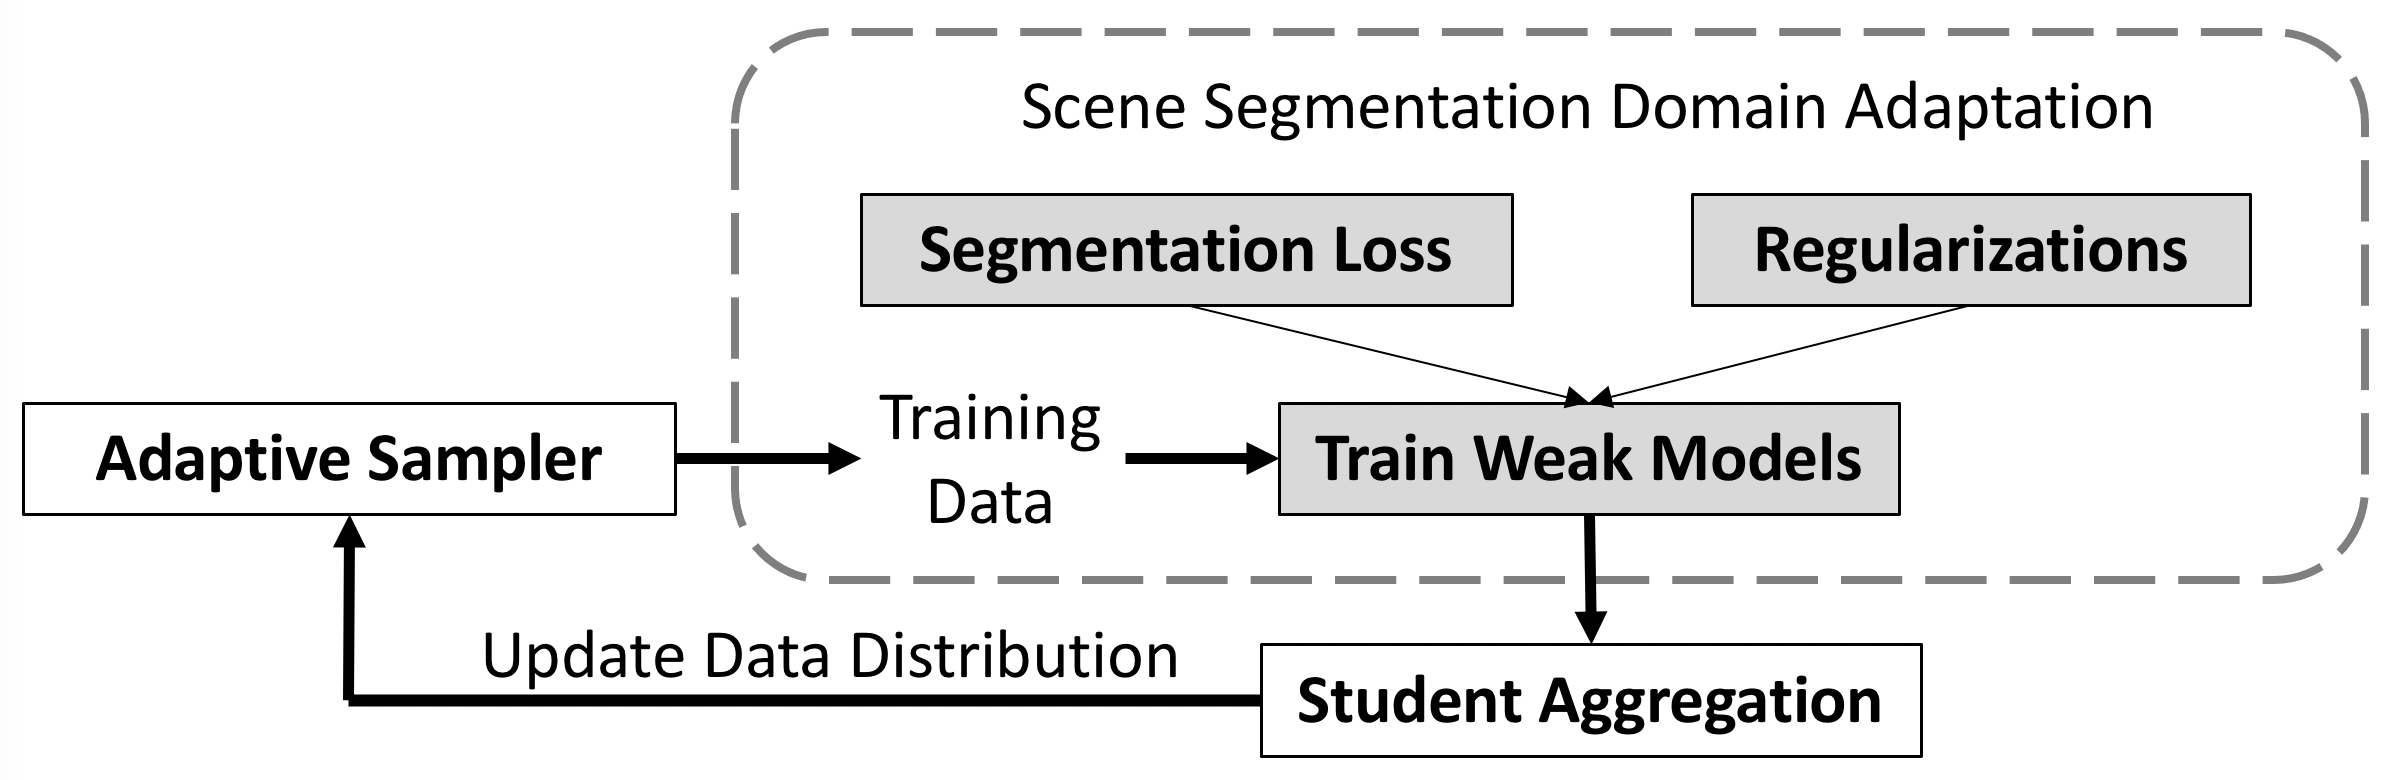 Scene Segmentation Domain Adaptation
Segmentation Loss
Regularizations
Adaptive Sampler
Training
Data
Train Weak Models
Update Data Distribution
Student Aggregation